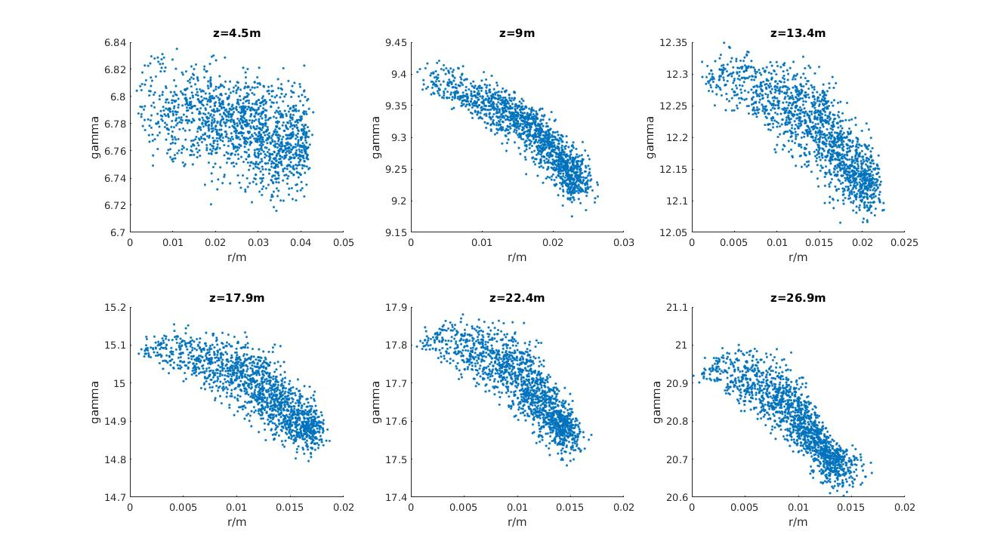 z=4.5m
6.84
6.82
6.8
6.78
6.76
6.74
6.72
6.7
gamma
0 0.01 0.02 0.03 0.04 0.05
r/m
z=9m
9.45
9.4
9.35
9.3
9.25
9.2
9.15
gamma
0 0.01 0.02 0.03
r/m
z=13.4m
12.35
12.3
12.25
12.2
12.15
12.1
12.05
gamma
0 0.005 0.01 0.015 0.02 0.025
r/m
z=17.9m
15.2
15.1
15
14.9
14.8
14.7
gamma
0 0.005 0.01 0.015 0.02
r/m
z=22.4m
17.9
17.8
17.7
17.6
17.5
17.4
gamma
0 0.005 0.01 0.015 0.02
r/m
z=26.9m
21.1
21
20.9
20.8
20.7
20.6
gamma
0 0.005 0.01 0.015 0.02
r/m